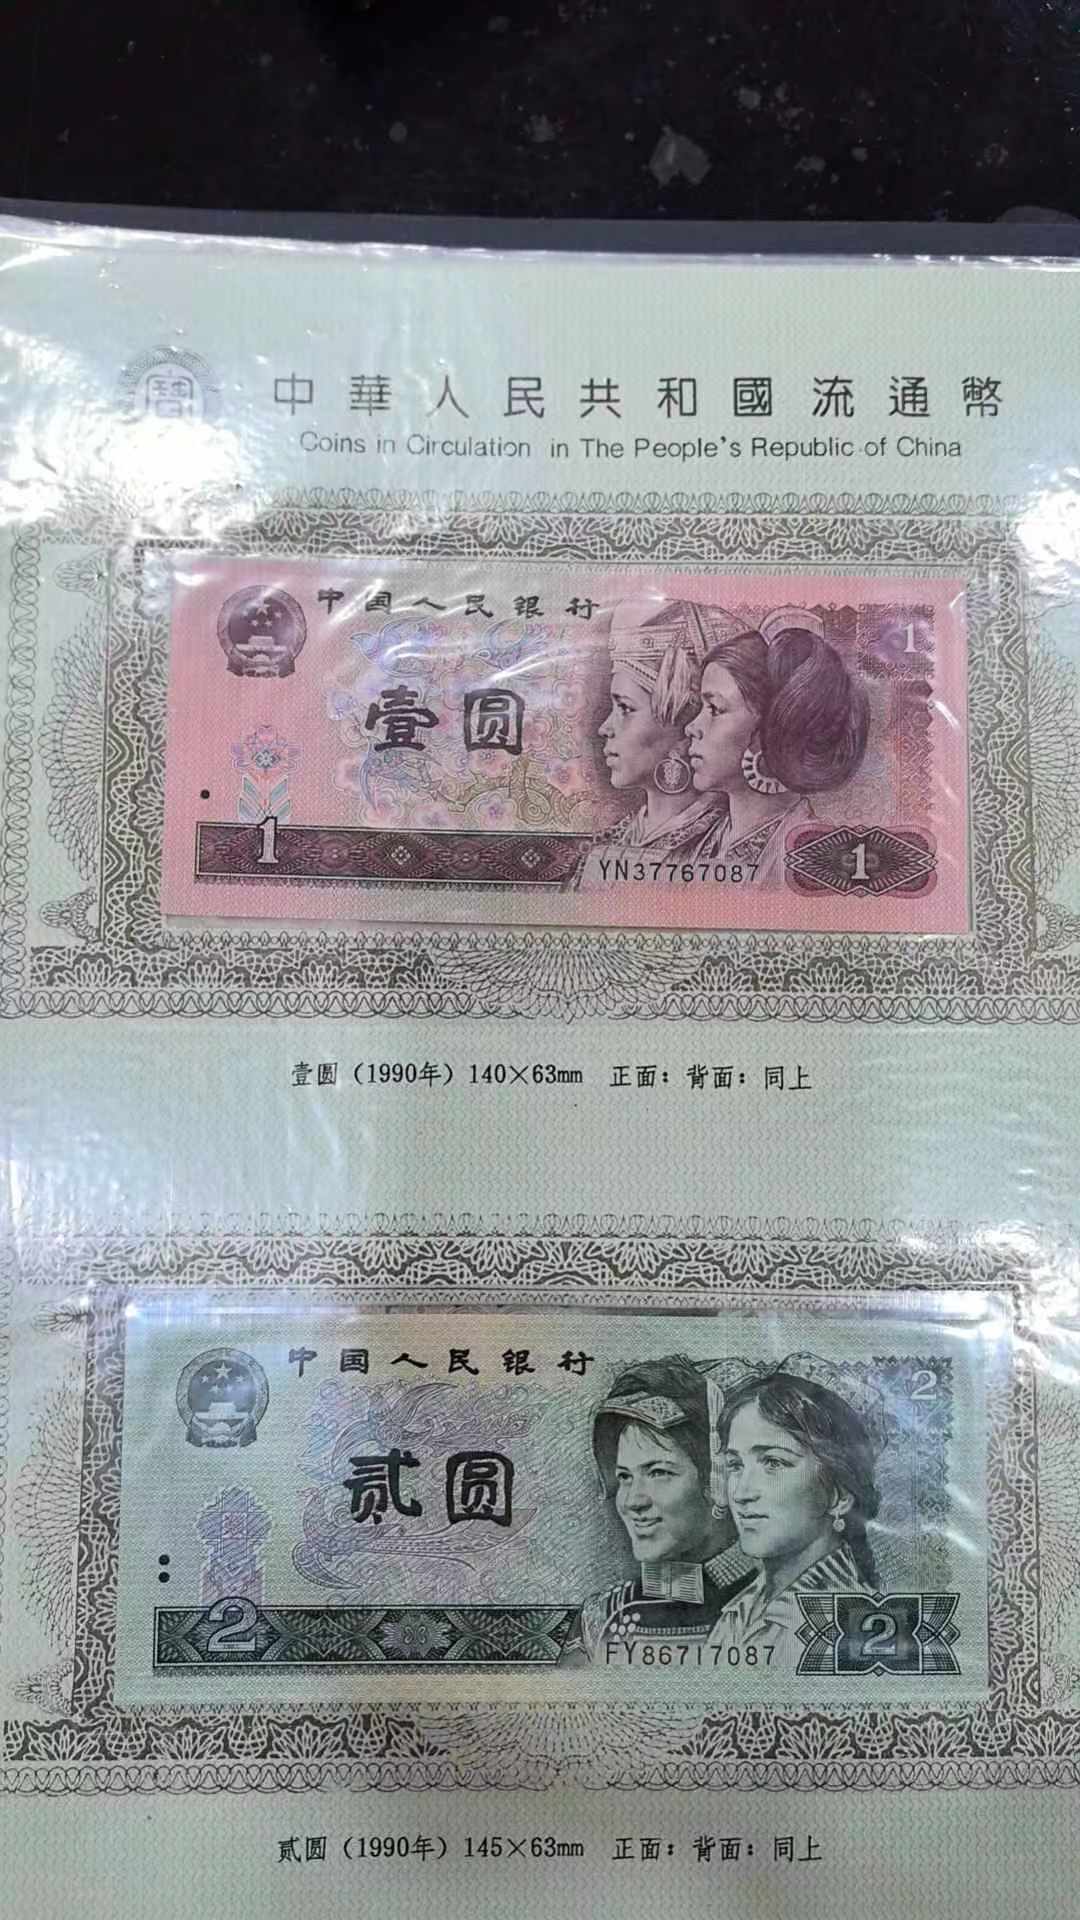 中華人民共和國流通幣
Coins in Circulation in The People's Republic of China
中国人民银行
1
壹圆
1
YN37767087
1
壹圆（1990年）140×63mm 正面：背面：同上
中国人民银行
2
贰圆
2
FY86717087
2
贰圆（1990年）145×63mm 正面：背面：同上